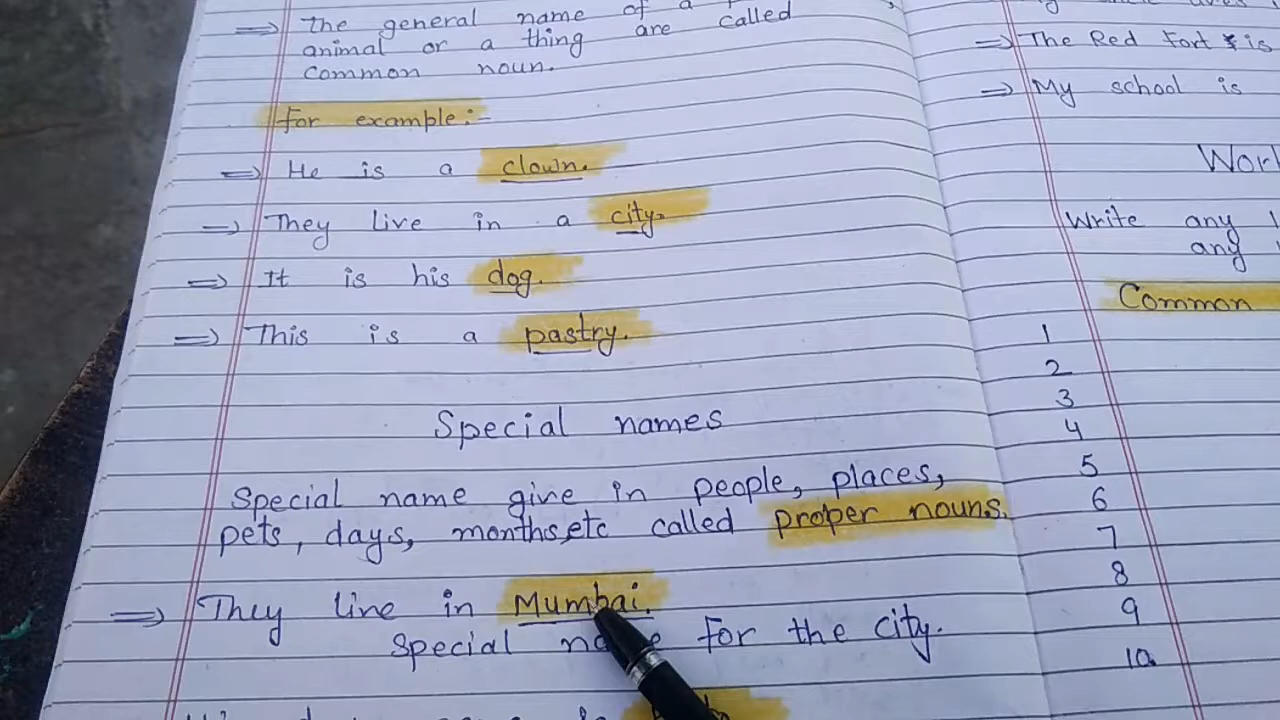 ⇒ The general name of a
animal or a thing are called
common noun.
for example:-
⇒ He is a clown.
⇒ They live in a city.
⇒ It is his dog.
⇒ This is a pastry.
Special names
Special name give in people, places,
pets, days, months,etc called proper nouns.
⇒ They line in Mumbai.
Special name for the city.
⇒ The Red Fort is
⇒ My school is
Write any
any
Common
1
2
3
4
5
6
7
8
9
10